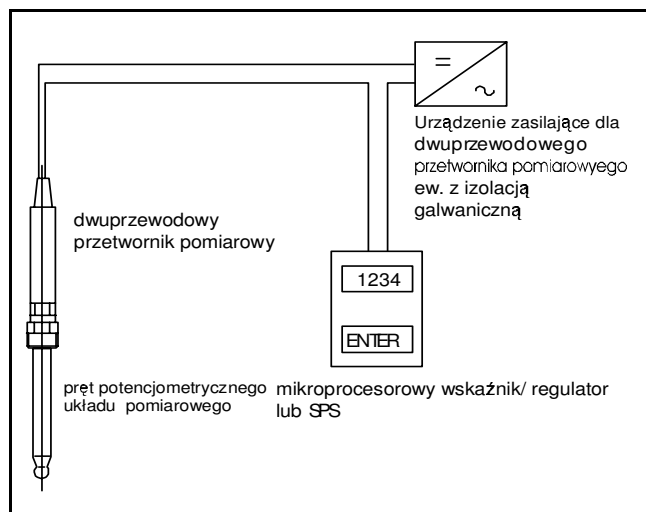 Urządzenie zasilające dla
dwuprzewodowego
przetwornika pomiarowyego
ew. z izolacją
galwaniczną
dwuprzewodowy
przetwornik pomiarowy
1234
ENTER
pręt potencjometrycznego
układu pomiarowego
mikroprocesorowy wskaźnik/ regulator
lub SPS